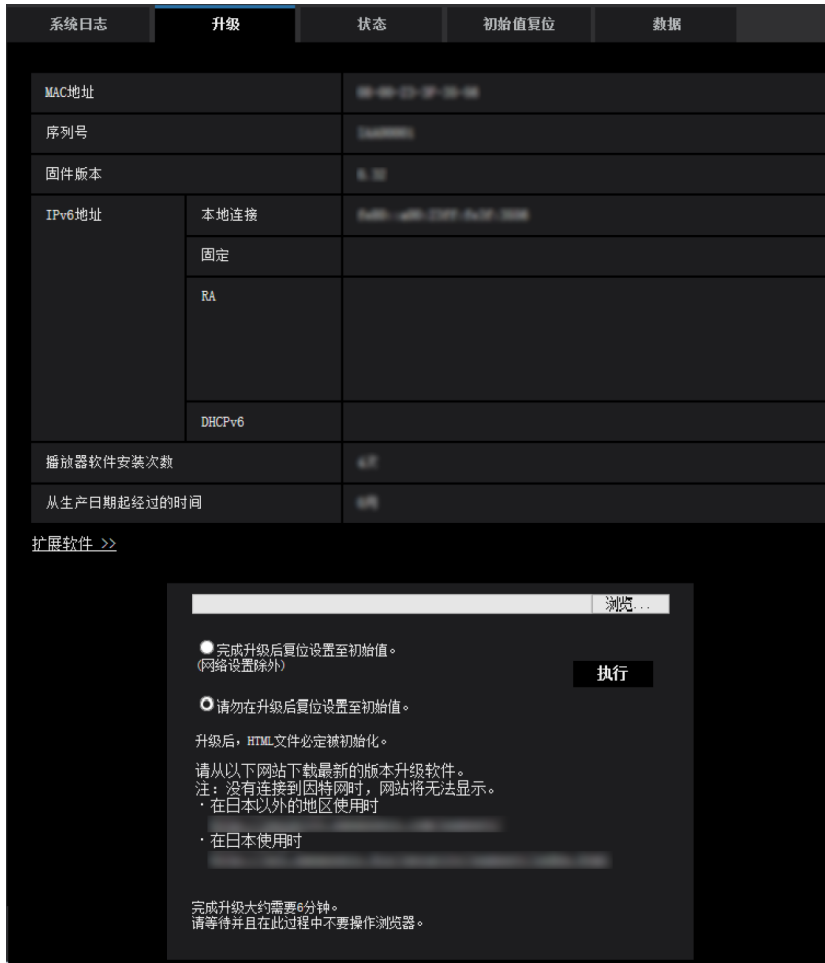 系统日志 升级 状态 初始值复位 数据
MAC地址
序列号
固件版本
IPv6地址 本地连接
固定
RA
DHCPv6
播放器软件安装次数
从生产日期起经过的时间
扩展软件 >>
浏览...
完成升级后复位设置至初始值。
(网络设置除外)
执行
请勿在升级后复位设置至初始值。
升级后，HTML文件必定被初始化。
请从以下网站下载最新的版本升级软件。
注：没有连接到因特网时，网站将无法显示。
·在日本以外的地区使用时
·在日本使用时
完成升级大约需要6分钟。
请等待并且在此过程中不要操作浏览器。